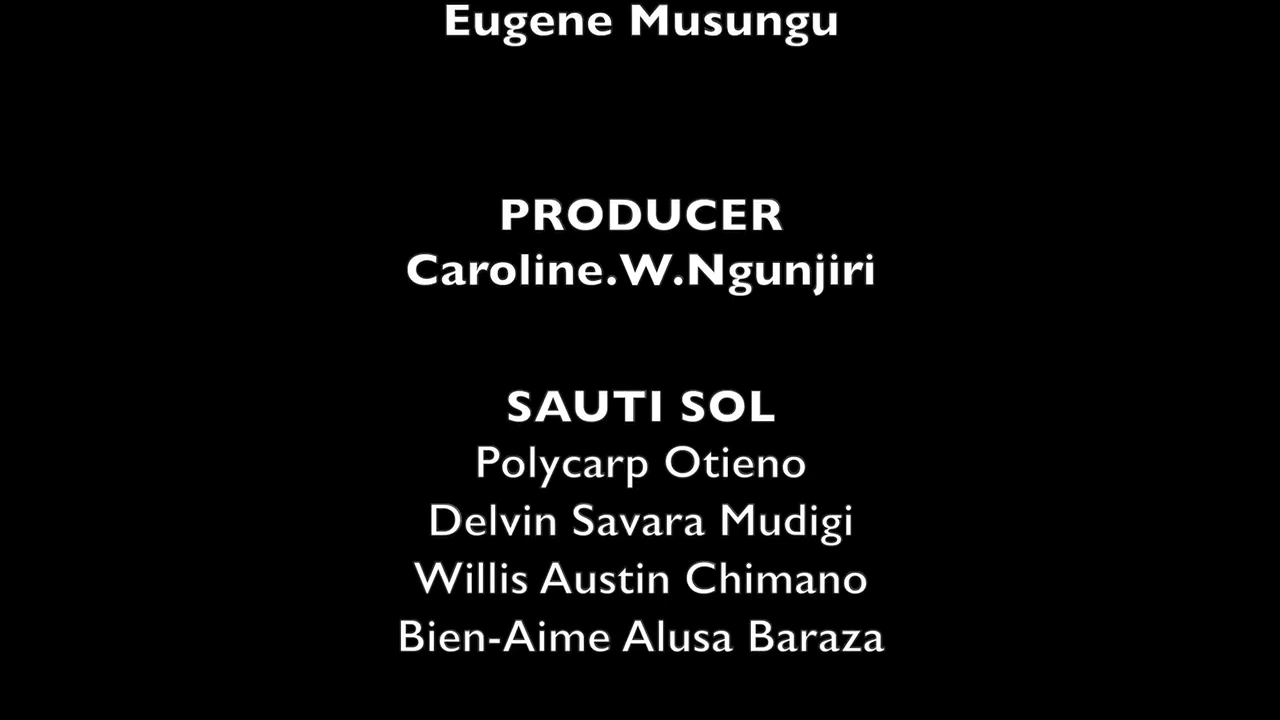 Eugene Musungu
PRODUCER
Caroline.W.Ngunjiri
SAUTI SOL
Polycarp Otieno
Delvin Savara Mudigi
Willis Austin Chimano
Bien-Aime Alusa Baraza